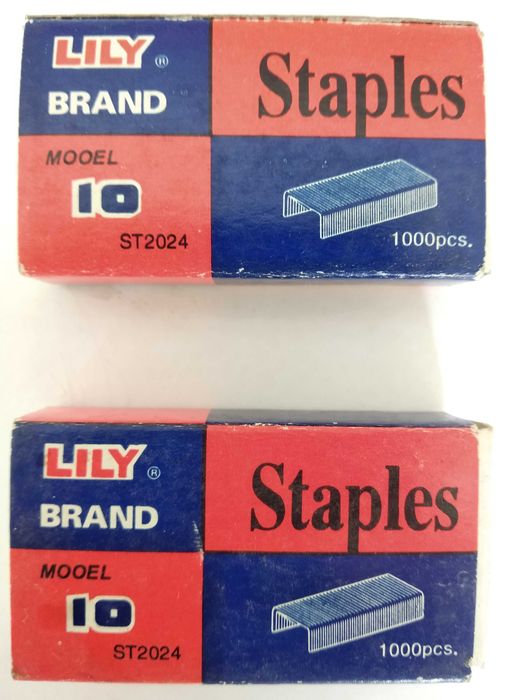 LILY ®
BRAND
Staples
MOOEL
10
ST2024
1000pcs.
LILY ®
BRAND
Staples
MOOEL
10
ST2024
1000pcs.